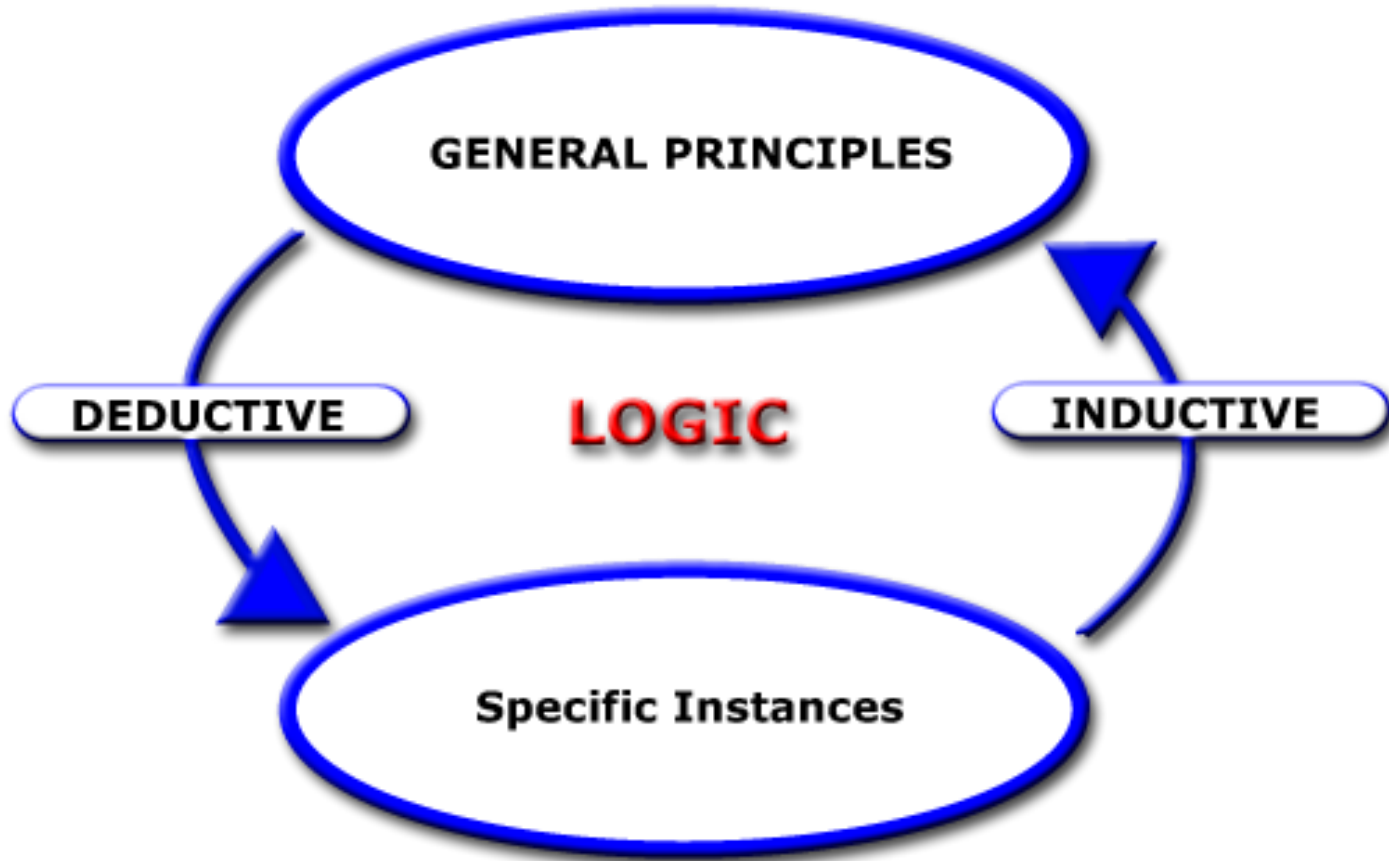 GENERAL PRINCIPLES
DEDUCTIVE
LOGIC
INDUCTIVE
Specific Instances